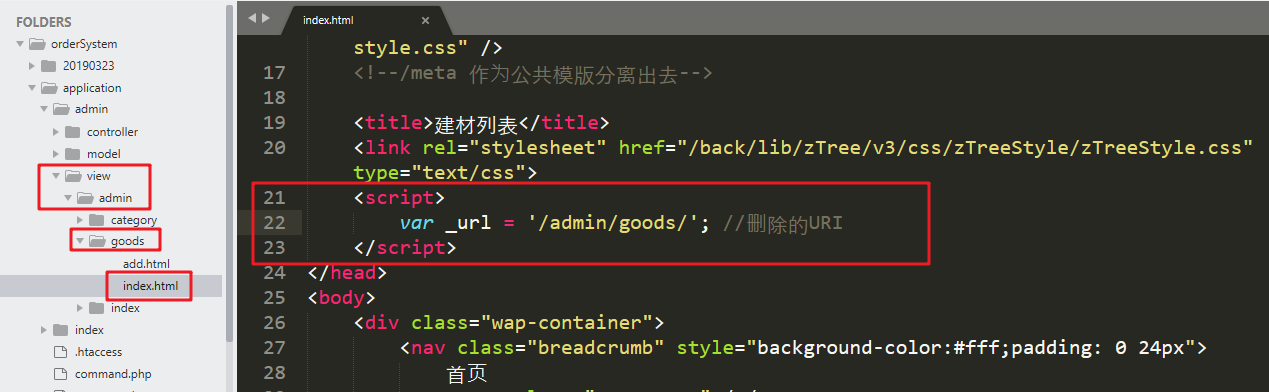 FOLDERS
orderSystem
20190323
application
admin
controller
model
view
admin
category
goods
add.html
index.html
index
index
.htaccess
command.php
index.html ×
style.css" />
17 <!--/meta 作为公共模版分离出去-->
18
19 <title>建材列表</title>
20 <link rel="stylesheet" href="/back/lib/zTree/v3/css/zTreeStyle/zTreeStyle.css"
type="text/css">
21 <script>
22 var _url = '/admin/goods/'; //删除的URI
23 </script>
24 </head>
25 <body>
26 <div class="wap-container">
27 <nav class="breadcrumb" style="background-color:#fff;padding: 0 24px">
28 首页